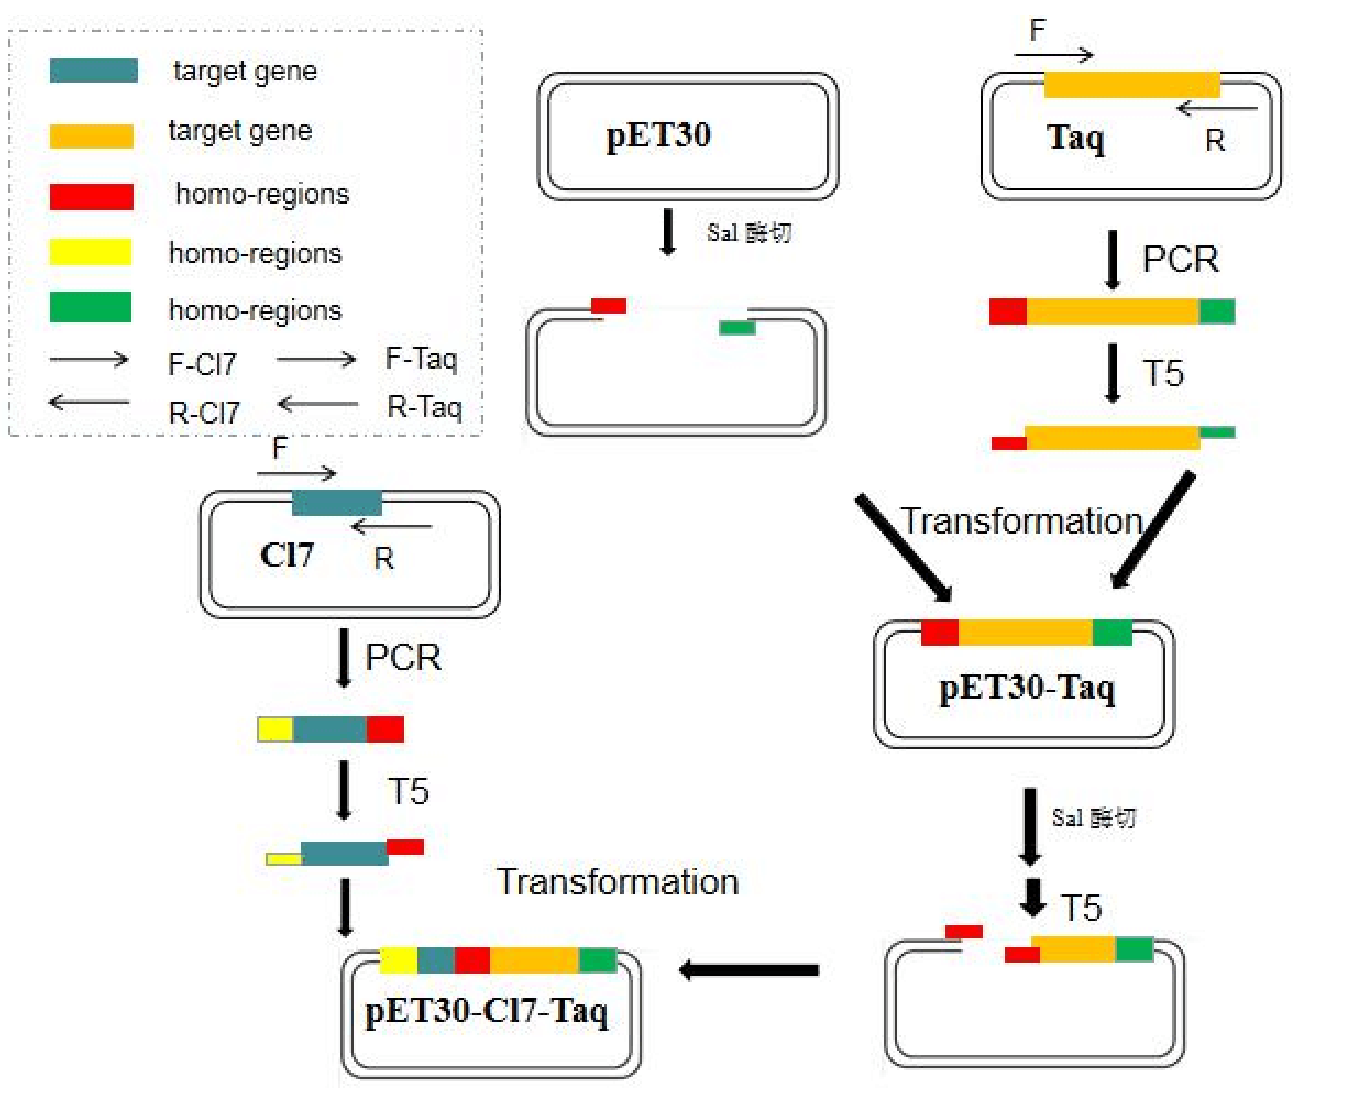 target gene
target gene
homo-regions
homo-regions
homo-regions
F-Cl7
F-Taq
R-Cl7
R-Taq
pET30
Sal 酶切
F
Taq
R
PCR
T5
Transformation
pET30-Taq
Sal 酶切
T5
F
Cl7
R
PCR
T5
Transformation
pET30-Cl7-Taq